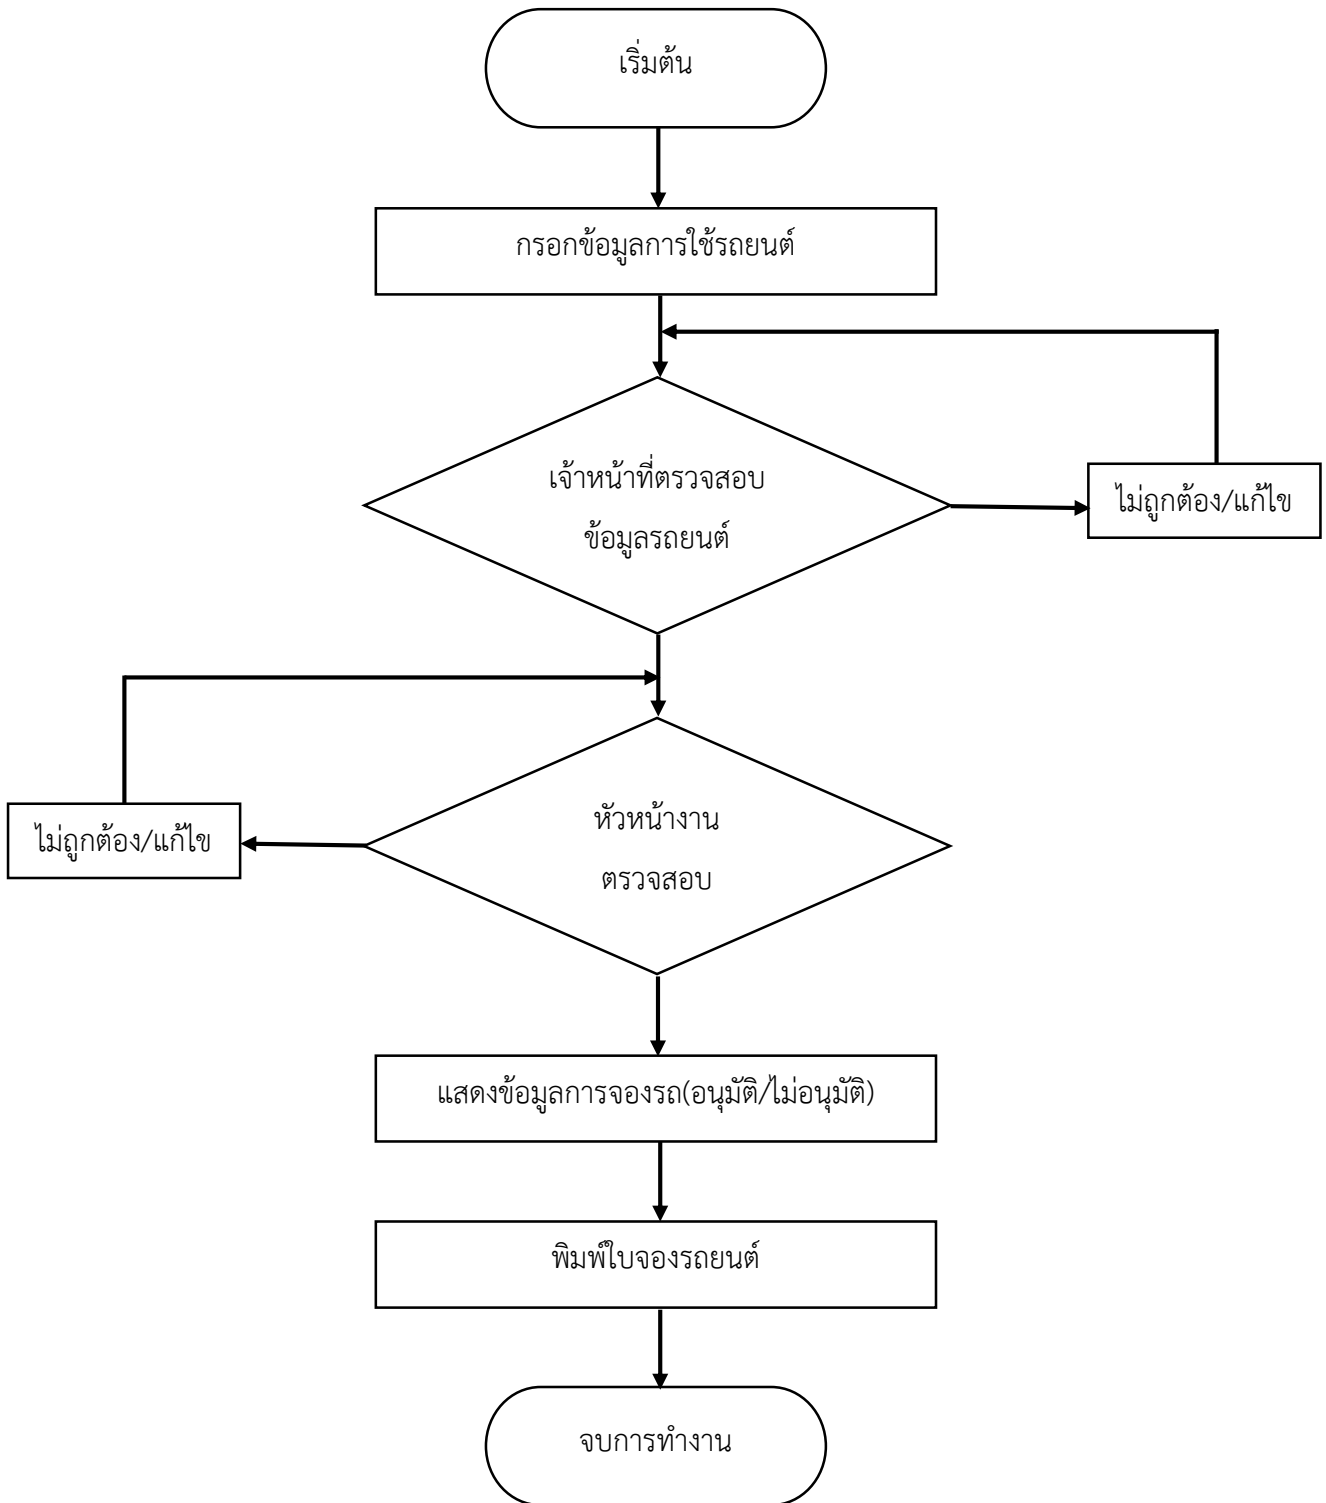 เริ่มต้น
กรอกข้อมูลการใช้รถยนต์
เจ้าหน้าที่ตรวจสอบ
ข้อมูลรถยนต์
ไม่ถูกต้อง/แก้ไข
หัวหน้างาน
ตรวจสอบ
ไม่ถูกต้อง/แก้ไข
แสดงข้อมูลการจองรถ(อนุมัติ/ไม่อนุมัติ)
พิมพ์ใบจองรถยนต์
จบการทำงาน